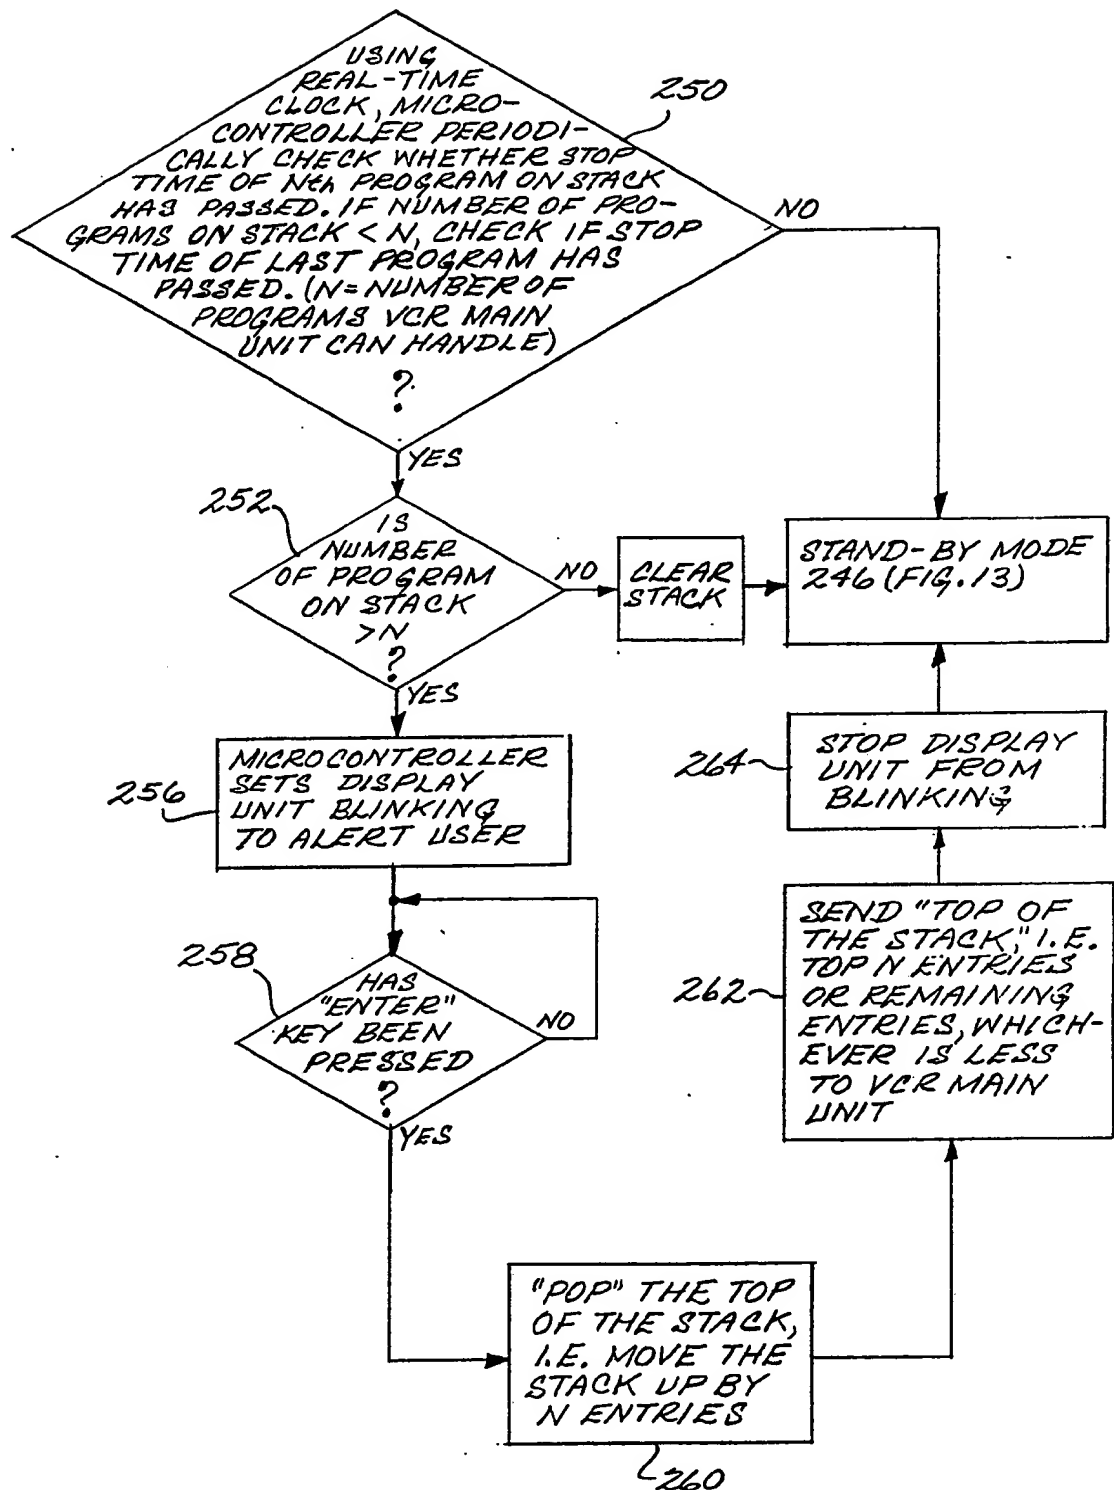 USING
REAL-TIME
CLOCK, MICRO-
CONTROLLER PERIODI-
CALLY CHECK WHETHER STOP
TIME OF Nth PROGRAM ON STACK
HAS PASSED. IF NUMBER OF PRO-
GRAMS ON STACK < N, CHECK IF STOP
TIME OF LAST PROGRAM HAS
PASSED. (N=NUMBER OF
PROGRAMS VCR MAIN
UNIT CAN HANDLE)
?
250
NO
YES
252
IS
NUMBER
OF PROGRAM
ON STACK
>N
?
NO
CLEAR
STACK
STAND-BY MODE
246 (FIG. 13)
YES
256
MICROCONTROLLER
SETS DISPLAY
UNIT BLINKING
TO ALERT USER
264
STOP DISPLAY
UNIT FROM
BLINKING
258
HAS
"ENTER"
KEY BEEN
PRESSED
?
NO
YES
262
SEND "TOP OF
THE STACK," I.E.
TOP N ENTRIES
OR REMAINING
ENTRIES, WHICH-
EVER IS LESS
TO VCR MAIN
UNIT
"POP" THE TOP
OF THE STACK,
I.E. MOVE THE
STACK UP BY
N ENTRIES
260